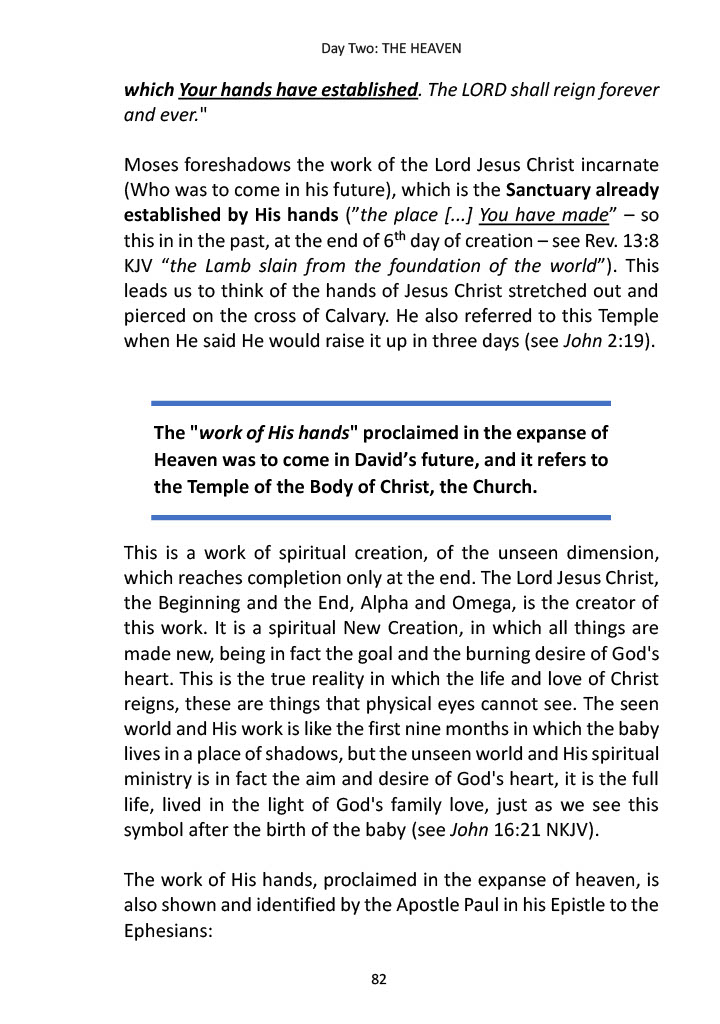 Day Two: THE HEAVEN
which Your hands have established. The LORD shall reign forever
and ever."
Moses foreshadows the work of the Lord Jesus Christ incarnate
(Who was to come in his future), which is the Sanctuary already
established by His hands (”the place [...] You have made” – so
this in in the past, at the end of 6th day of creation – see Rev. 13:8
KJV “the Lamb slain from the foundation of the world”). This
leads us to think of the hands of Jesus Christ stretched out and
pierced on the cross of Calvary. He also referred to this Temple
when He said He would raise it up in three days (see John 2:19).
The "work of His hands" proclaimed in the expanse of
Heaven was to come in David’s future, and it refers to
the Temple of the Body of Christ, the Church.
This is a work of spiritual creation, of the unseen dimension,
which reaches completion only at the end. The Lord Jesus Christ,
the Beginning and the End, Alpha and Omega, is the creator of
this work. It is a spiritual New Creation, in which all things are
made new, being in fact the goal and the burning desire of God's
heart. This is the true reality in which the life and love of Christ
reigns, these are things that physical eyes cannot see. The seen
world and His work is like the first nine months in which the baby
lives in a place of shadows, but the unseen world and His spiritual
ministry is in fact the aim and desire of God's heart, it is the full
life, lived in the light of God's family love, just as we see this
symbol after the birth of the baby (see John 16:21 NKJV).
The work of His hands, proclaimed in the expanse of heaven, is
also shown and identified by the Apostle Paul in his Epistle to the
Ephesians:
82